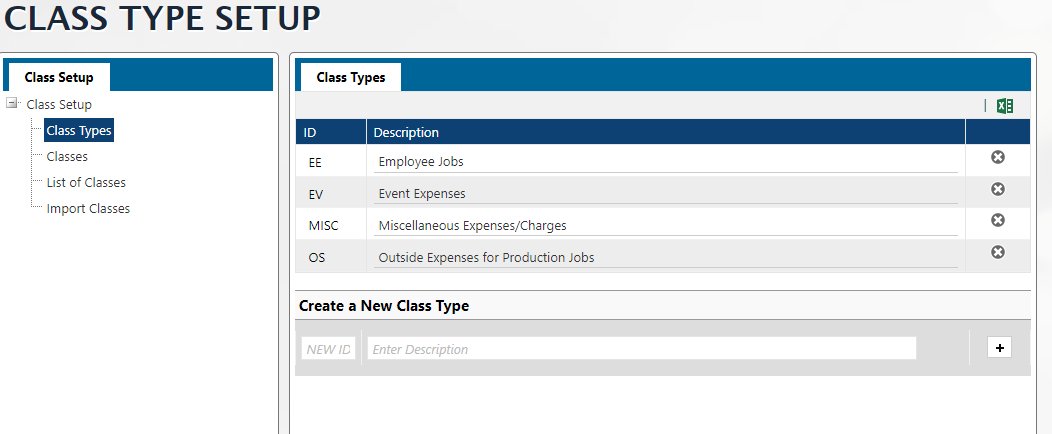 CLASS TYPE SETUP
Class Setup
Class Setup
Class Types
Classes
List of Classes
Import Classes
Class Types
ID Description
EE Employee Jobs
EV Event Expenses
MISC Miscellaneous Expenses/Charges
OS Outside Expenses for Production Jobs
Create a New Class Type
NEW ID Enter Description